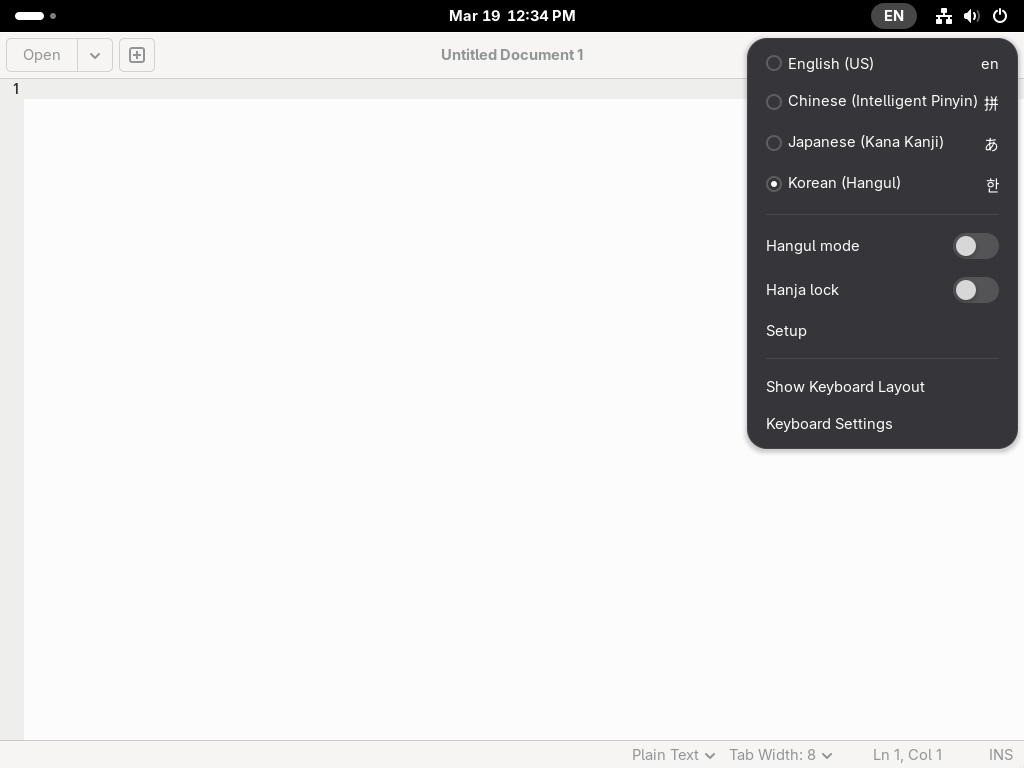 Mar 19 12:34 PM
EN
Open
Untitled Document 1
1
English (US) en
Chinese (Intelligent Pinyin) 拼
Japanese (Kana Kanji) あ
Korean (Hangul) 한
Hangul mode
Hanja lock
Setup
Show Keyboard Layout
Keyboard Settings
Plain Text Tab Width: 8 Ln 1, Col 1 INS